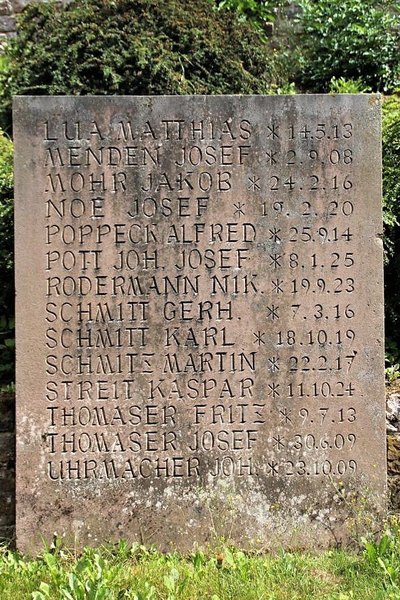 LUA MATTHIAS * 14.5.13
MENDEN JOSEF * 2.9.08
MOHR JAKOB * 24.2.16
NOE JOSEF * 19.2.20
POPPECK ALFRED * 25.9.14
POTT JOH. JOSEF * 8.1.25
RODERMANN NIK. * 19.9.23
SCHMITT GERH. * 7.3.16
SCHMITT KARL * 18.10.19
SCHMITZ MARTIN * 22.2.17
STREIT KASPAR * 11.10.24
THOMASER FRITZ * 9.7.13
THOMASER JOSEF * 30.6.09
UHRMACHER JOH. * 23.10.09